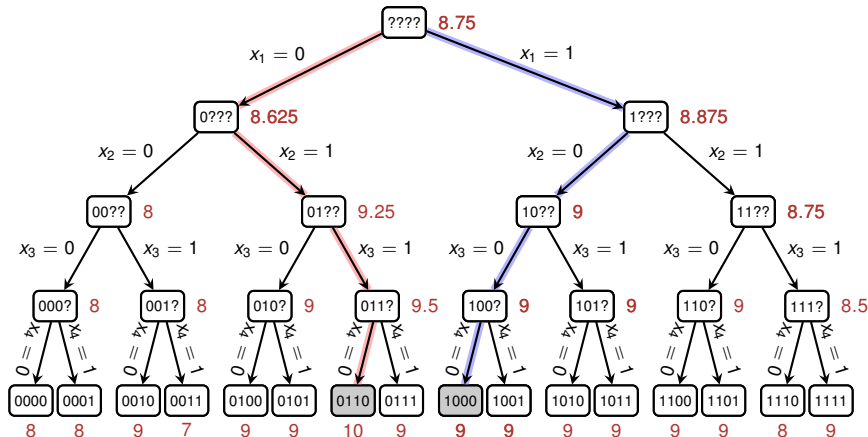 ???? 8.75
x₁ = 0 x₁ = 1
0??? 8.625 1??? 8.875
x₂ = 0 x₂ = 1 x₂ = 0 x₂ = 1
00?? 8 01?? 9.25 10?? 9 11?? 8.75
x₃ = 0 x₃ = 1 x₃ = 0 x₃ = 1 x₃ = 0 x₃ = 1 x₃ = 0 x₃ = 1
000? 8 001? 8 010? 9 011? 9.5 100? 9 101? 9 110? 9 111? 8.5
x₄ = 0 x₄ = 1 x₄ = 0 x₄ = 1 x₄ = 0 x₄ = 1 x₄ = 0 x₄ = 1 x₄ = 0 x₄ = 1 x₄ = 0 x₄ = 1 x₄ = 0 x₄ = 1 x₄ = 0 x₄ = 1
0000 0001 0010 0011 0100 0101 0110 0111 1000 1001 1010 1011 1100 1101 1110 1111
8 8 9 7 9 9 10 9 9 9 9 9 9 9 8 9